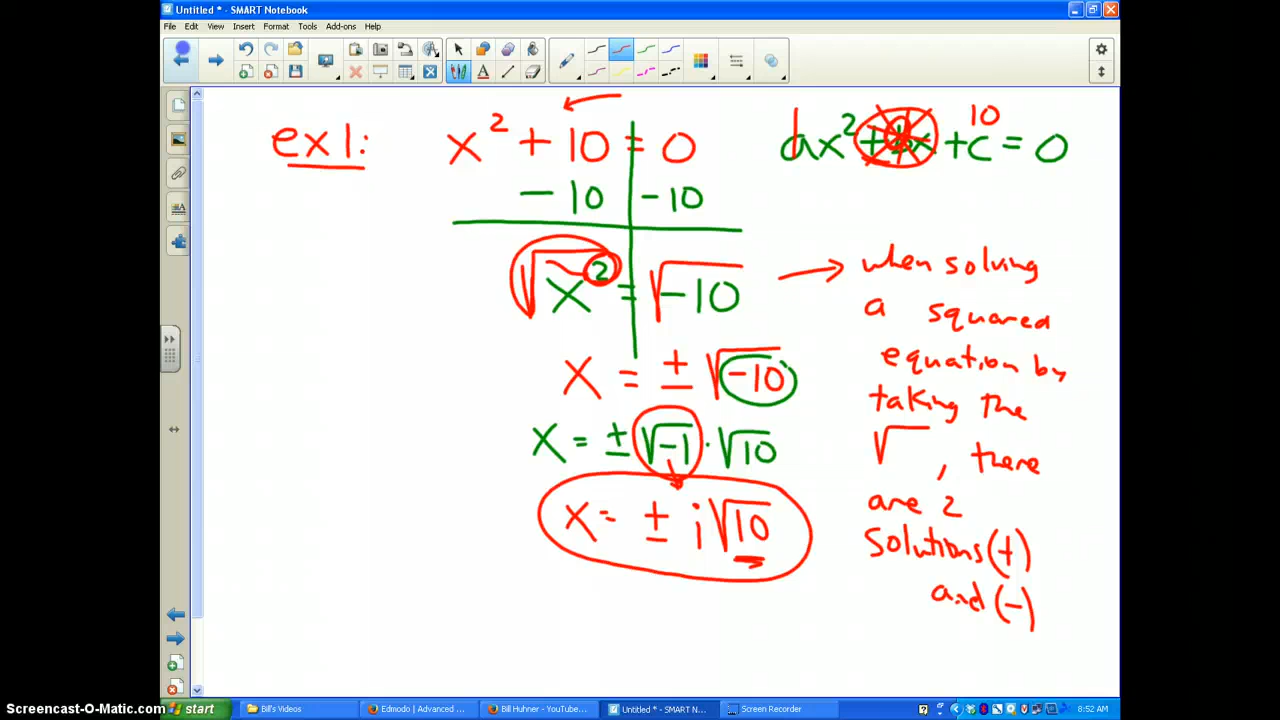 Untitled * - SMART Notebook
File Edit View Insert Format Tools Add-ons Help
ex 1: x² + 10 = 0
- 10 | -10
√x² = √-10
x = ± √-10
x = ± √-1 · √10
x = ± i√10
10
ax² + bx + c = 0
→ when solving
a squared
equation by
taking the
√ , there
are 2
solutions (+)
and (-)
Screencast-O-Matic.com
start
Bill's Videos
Edmodo | Advanced ...
Bill Huhner - YouTube...
Untitled * - SMART No...
Screen Recorder
8:52 AM